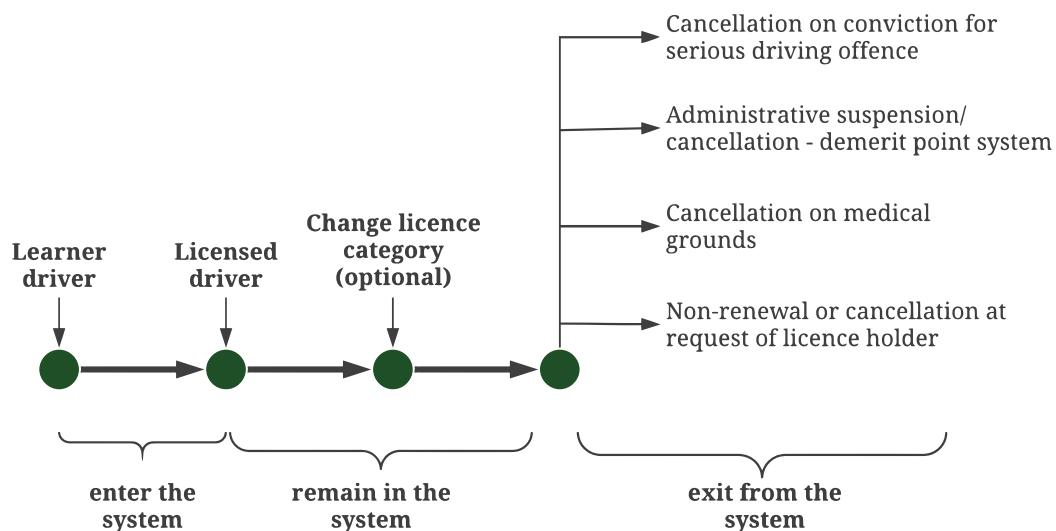 Cancellation on conviction for
serious driving offence
Administrative suspension/
cancellation - demerit point system
Cancellation on medical
grounds
Non-renewal or cancellation at
request of licence holder
Learner
driver
Licensed
driver
Change licence
category
(optional)
enter the
system
remain in the
system
exit from the
system